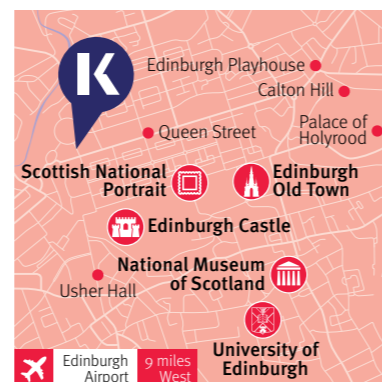 K
Edinburgh Playhouse
Calton Hill
Palace of
Holyrood
Queen Street
Scottish National
Portrait
Edinburgh
Old Town
Edinburgh Castle
National Museum
of Scotland
Usher Hall
University of
Edinburgh
Edinburgh
Airport
9 miles
West